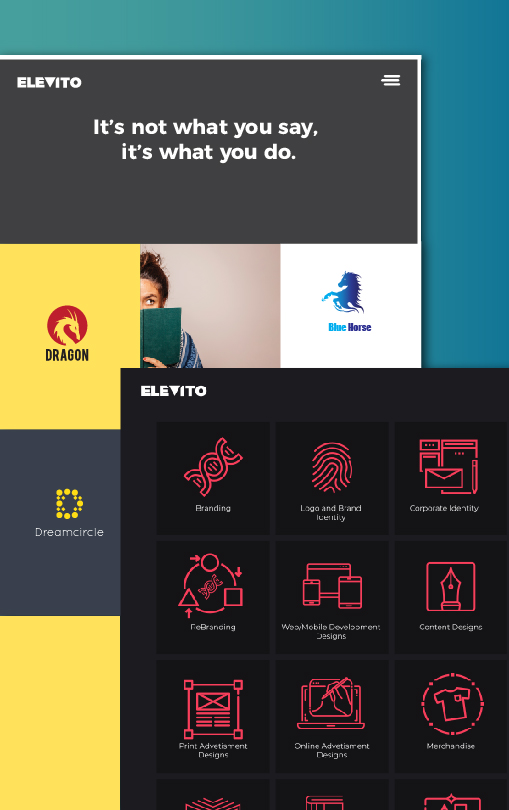 ELEVITO
It's not what you say,
it's what you do.
DRAGON
Blue Horse
Dreamcircle
ELEVITO
Branding
Logo and Brand
Identity
Corporate Identity
ReBranding
Web/Mobile Development
Designs
Content Designs
Print Advetisment
Designs
Online Advetisment
Designs
Merchandise